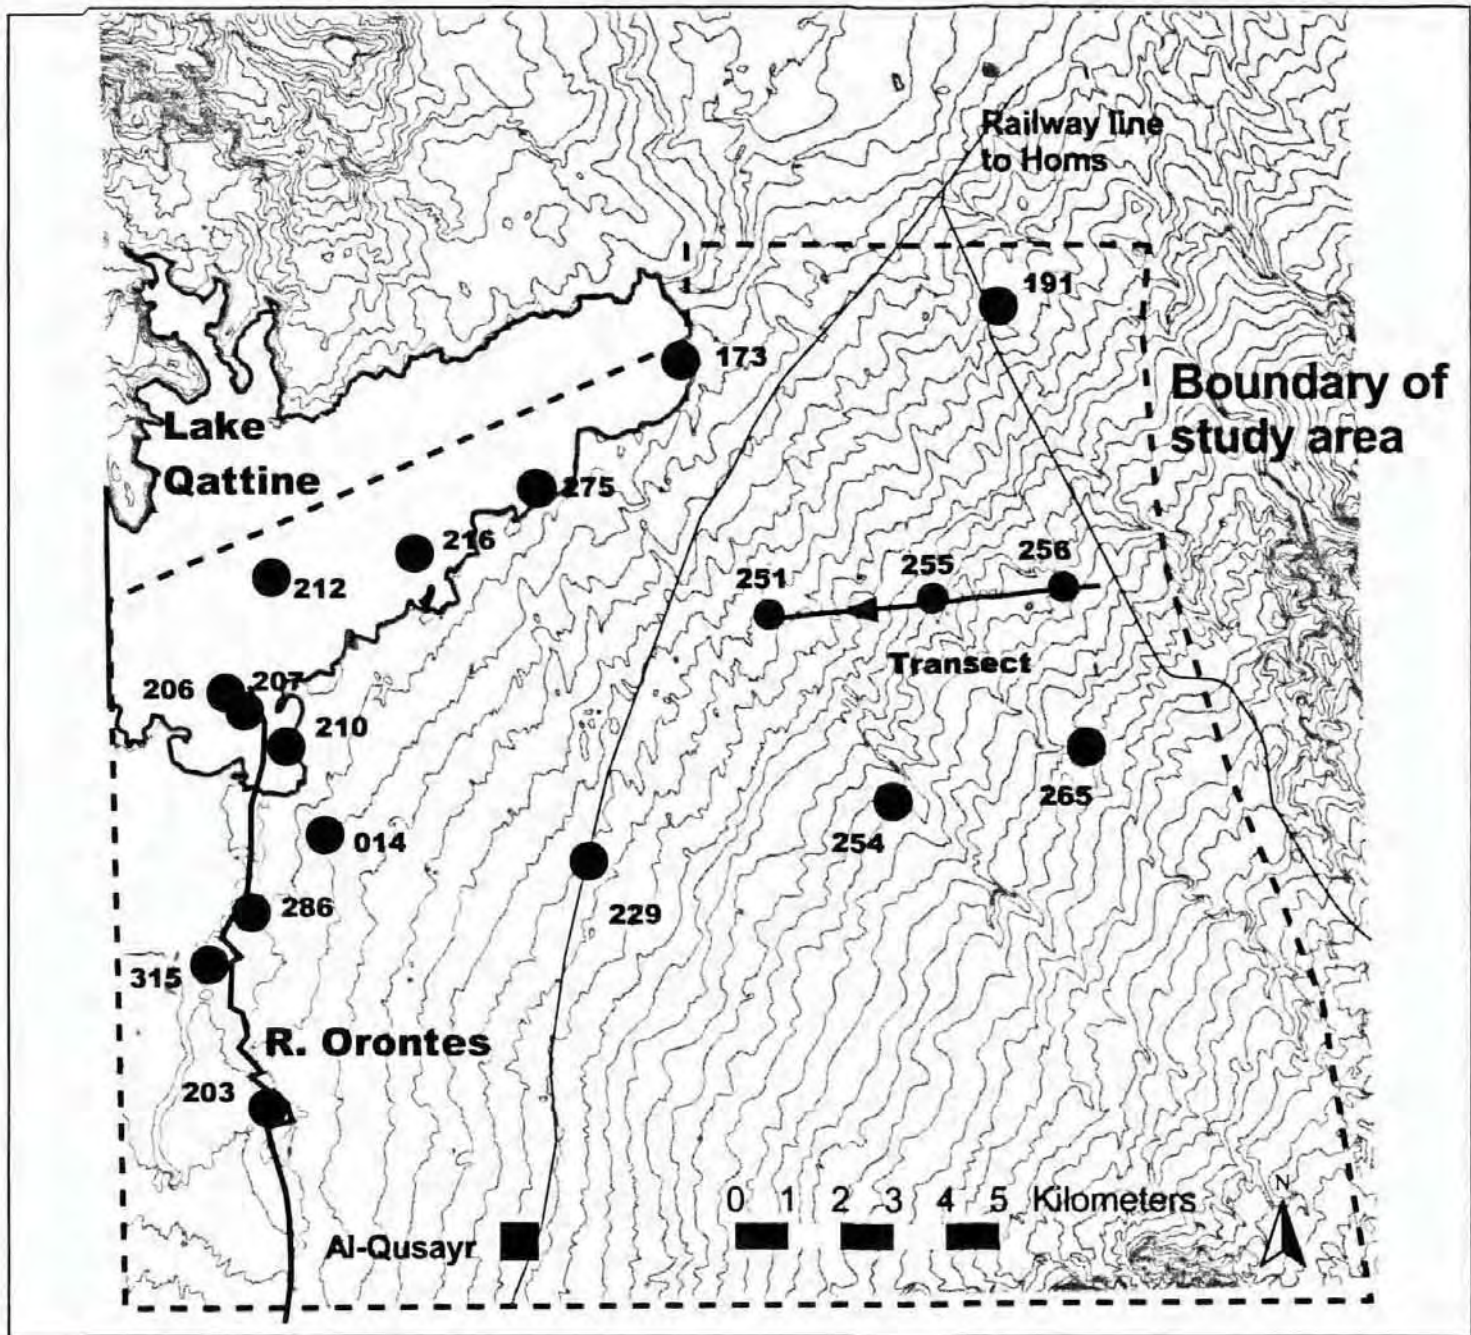 Railway line
to Homs
191
173
Boundary of
study area
Lake
Qattine
275
216
212
256
255
251
Transect
206
207
210
265
254
014
286
229
315
R. Orontes
203
0 1 2 3 4 5 Kilometers
N
Al-Qusayr